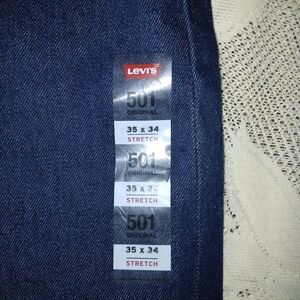 LEVI'S
501
ORIGINAL
35 x 34
STRETCH
501
ORIGINAL
35 x
STRETCH
501
ORIGINAL
35 x 34
STRETCH